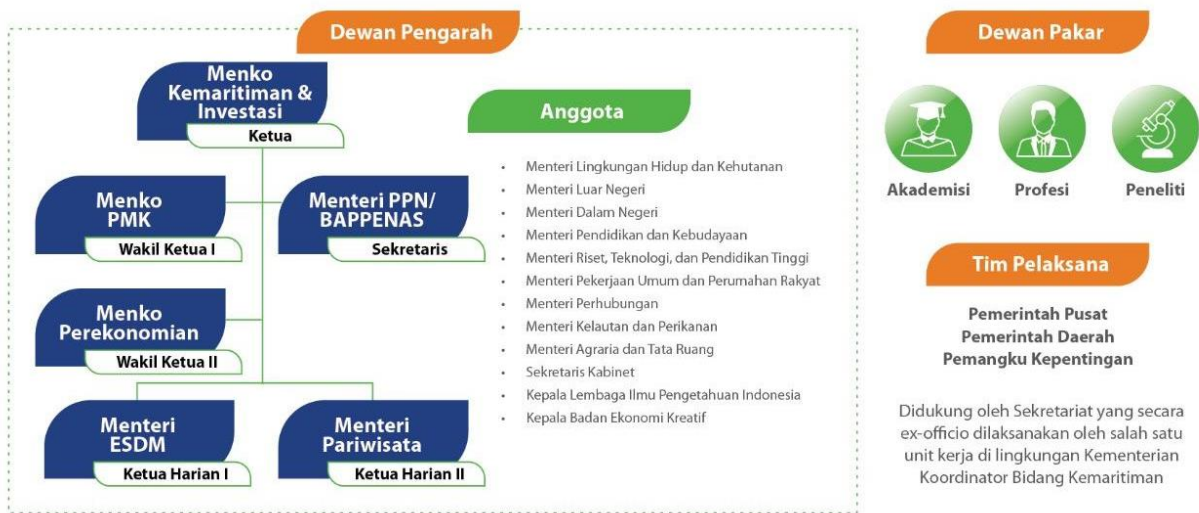 Dewan Pengarah
Menko
Kemaritiman &
Investasi
Ketua
Menko
PMK
Wakil Ketua I
Menteri PPN/
BAPPENAS
Sekretaris
Menko
Perekonomian
Wakil Ketua II
Menteri
ESDM
Ketua Harian I
Menteri
Pariwisata
Ketua Harian II
Anggota
• Menteri Lingkungan Hidup dan Kehutanan
• Menteri Luar Negeri
• Menteri Dalam Negeri
• Menteri Pendidikan dan Kebudayaan
• Menteri Riset, Teknologi, dan Pendidikan Tinggi
• Menteri Pekerjaan Umum dan Perumahan Rakyat
• Menteri Perhubungan
• Menteri Kelautan dan Perikanan
• Menteri Agraria dan Tata Ruang
• Sekretaris Kabinet
• Kepala Lembaga Ilmu Pengetahuan Indonesia
• Kepala Badan Ekonomi Kreatif
Dewan Pakar
Akademisi
Profesi
Peneliti
Tim Pelaksana
Pemerintah Pusat
Pemerintah Daerah
Pemangku Kepentingan
Didukung oleh Sekretariat yang secara
ex-officio dilaksanakan oleh salah satu
unit kerja di lingkungan Kementerian
Koordinator Bidang Kemaritiman